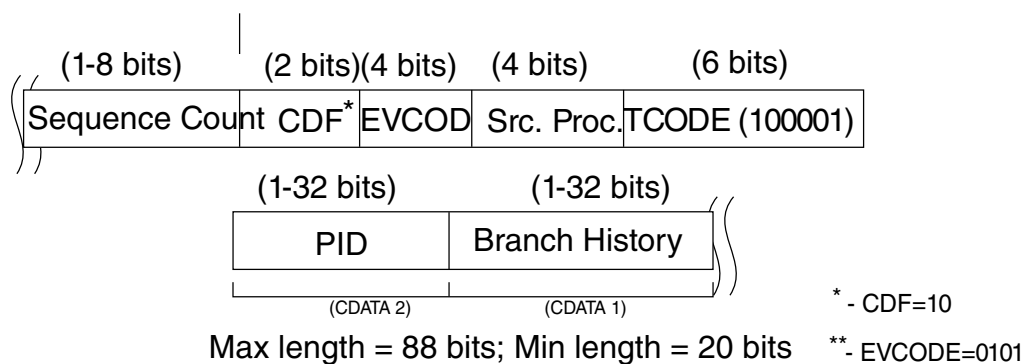 (1-8 bits) (2 bits)(4 bits) (4 bits) (6 bits)
Sequence Count CDF* EVCOD Src. Proc. TCODE (100001)
(1-32 bits) (1-32 bits)
PID Branch History
(CDATA 2) (CDATA 1)
* - CDF=10
Max length = 88 bits; Min length = 20 bits
**- EVCODE=0101